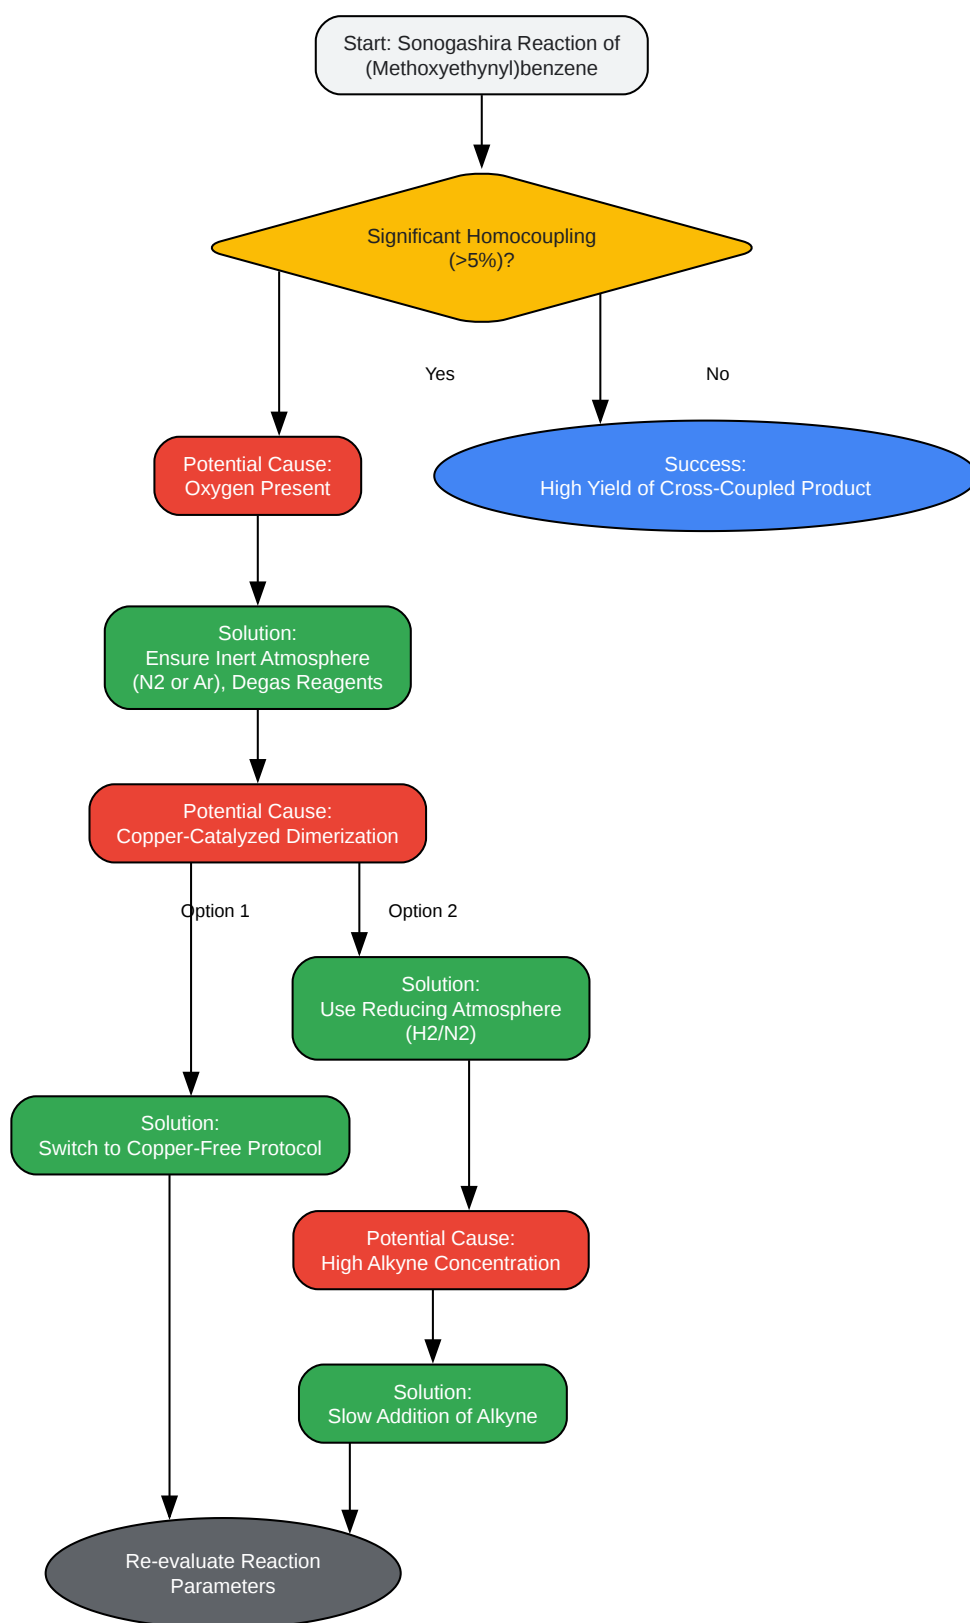 Start: Sonogashira Reaction of
(Methoxyethynyl)benzene
Significant Homocoupling
(>5%)?
Yes
No
Potential Cause:
Oxygen Present
Success:
High Yield of Cross-Coupled Product
Solution:
Ensure Inert Atmosphere
(N2 or Ar), Degas Reagents
Potential Cause:
Copper-Catalyzed Dimerization
Option 1
Option 2
Solution:
Use Reducing Atmosphere
(H2/N2)
Solution:
Switch to Copper-Free Protocol
Potential Cause:
High Alkyne Concentration
Solution:
Slow Addition of Alkyne
Re-evaluate Reaction
Parameters